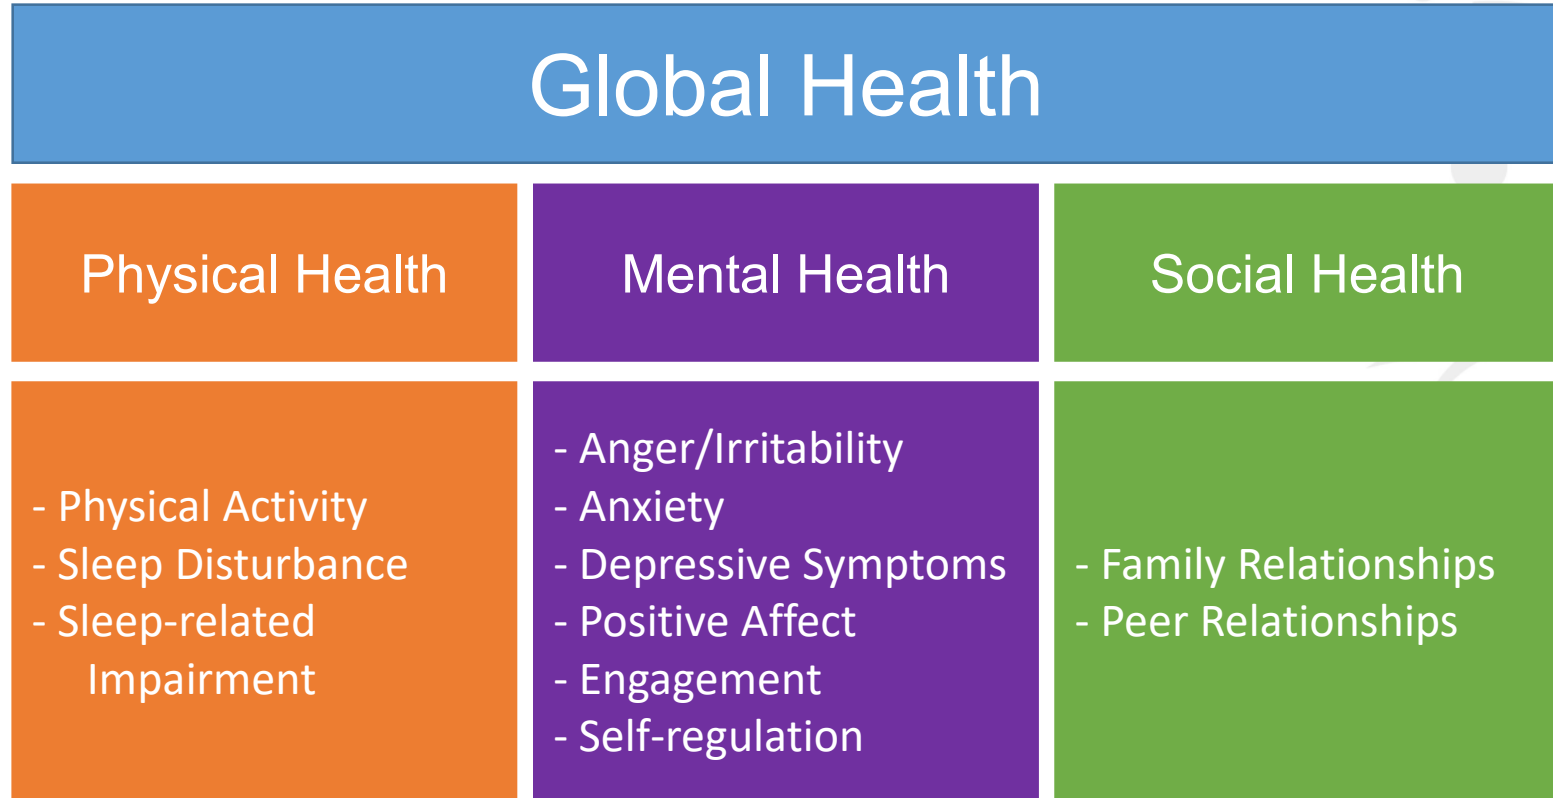 Global Health
Physical Health
Mental Health
Social Health
- Physical Activity
- Sleep Disturbance
- Sleep-related
Impairment
- Anger/Irritability
- Anxiety
- Depressive Symptoms
- Positive Affect
- Engagement
- Self-regulation
- Family Relationships
- Peer Relationships